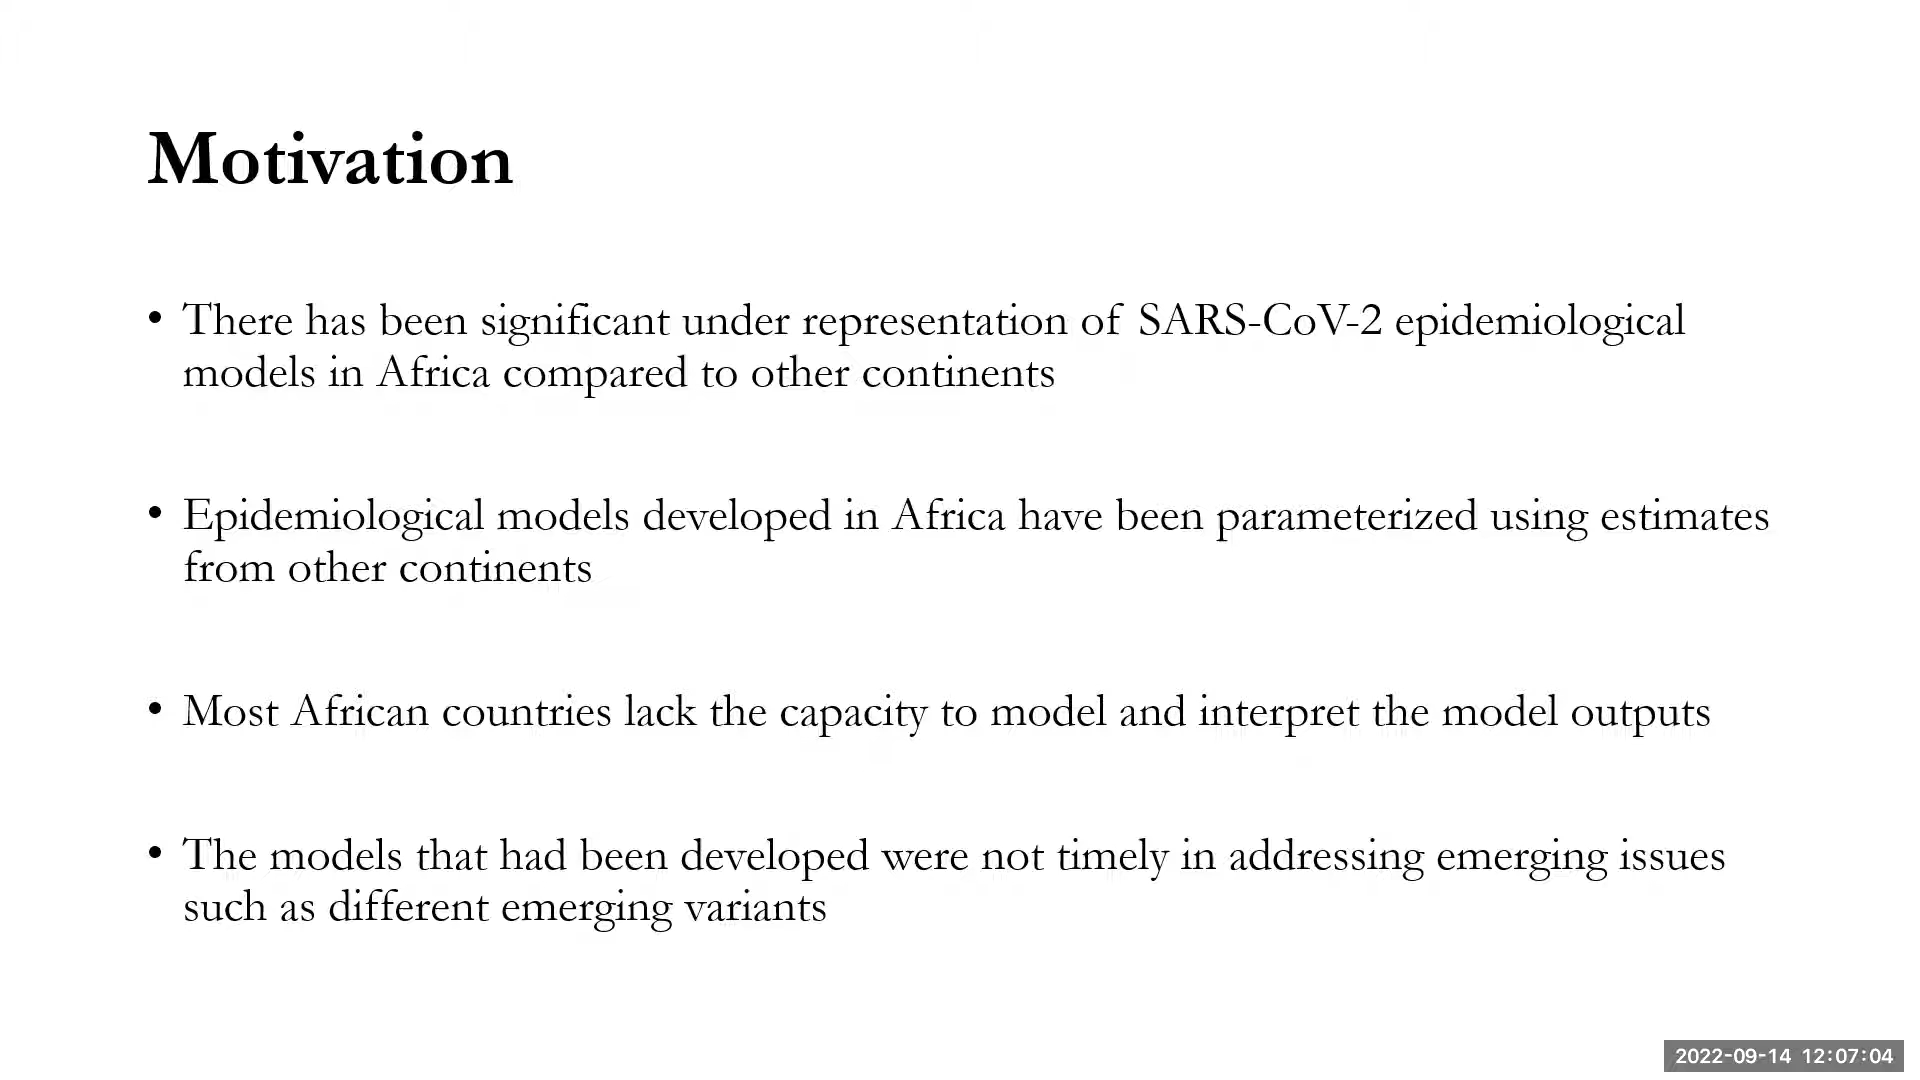 Motivation
• There has been significant under representation of SARS-CoV-2 epidemiological
models in Africa compared to other continents
• Epidemiological models developed in Africa have been parameterized using estimates
from other continents
• Most African countries lack the capacity to model and interpret the model outputs
• The models that had been developed were not timely in addressing emerging issues
such as different emerging variants
2022-09-14 12:07:04